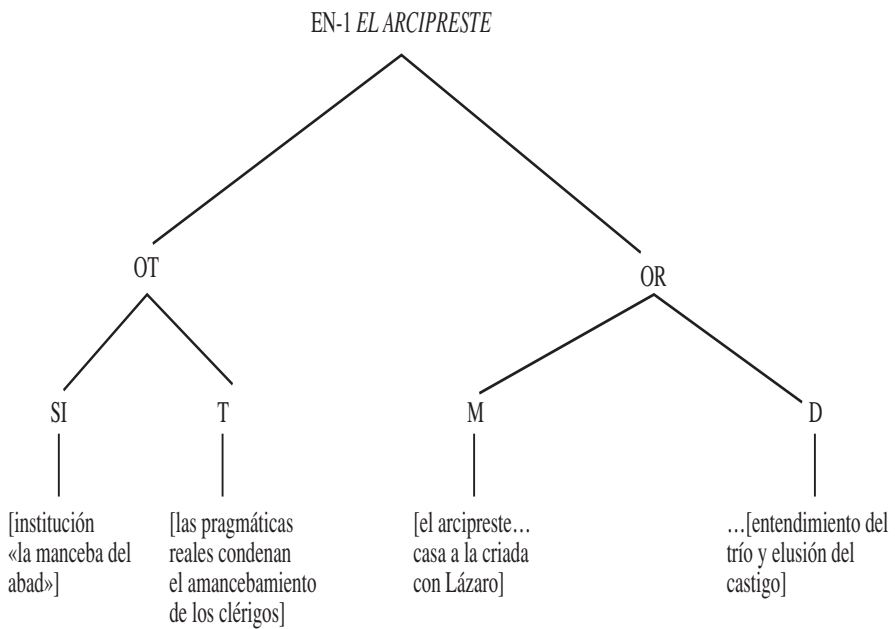 EN-1 EL ARCIPRESTE
OT
OR
SI
T
M
D
[institución
«la manceba del
abad»]
[las pragmáticas
reales condenan
el amancebamiento
de los clérigos]
[el arcipreste…
casa a la criada
con Lázaro]
…[entendimiento del
trío y elusión del
castigo]